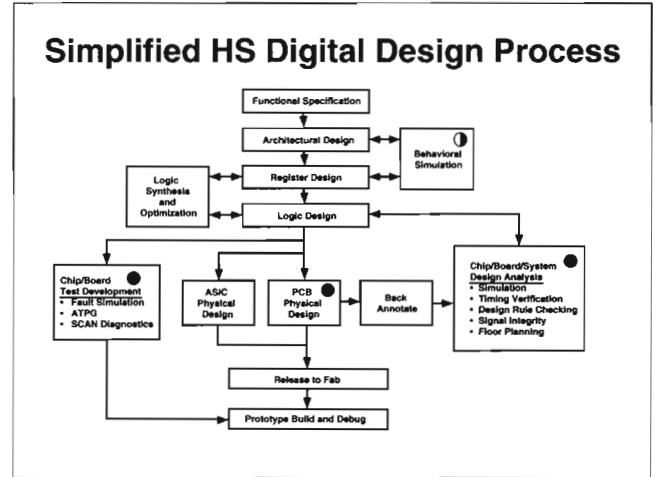 Simplified HS Digital Design Process
Functional Specification
Architectural Design
Behavioral
Simulation
Logic
Synthesis
and
Optimization
Register Design
Logic Design
Chip/Board
Test Development
• Fault Simulation
• ATPG
• SCAN Diagnostics
ASIC
Physical
Design
PCB
Physical
Design
Back
Annotate
Chip/Board/System
Design Analysis
• Simulation
• Timing Verification
• Design Rule Checking
• Signal Integrity
• Floor Planning
Release to Fab
Prototype Build and Debug